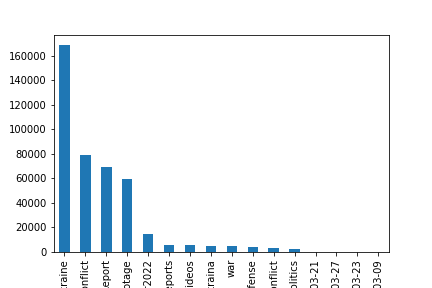 160000
140000
120000
100000
80000
60000
40000
20000
0
raine
nflict
eport
otage
2022
ports
ideos
raina
war
fense
nflict
olitics
03-21
03-27
03-23
03-09